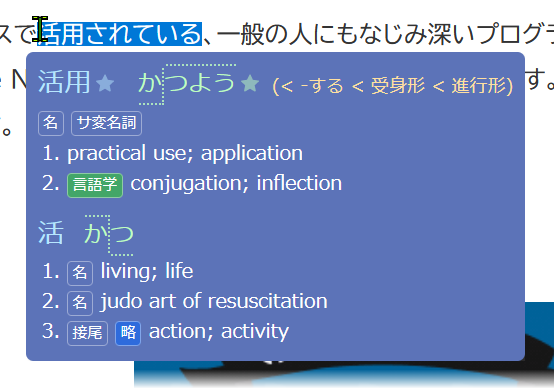 スで活用されている、一般の人にもなじみ深いプログラ
活用★ かつよう★ (< -する < 受身形 < 進行形)
名 サ変名詞
1. practical use; application
2. 言語学 conjugation; inflection
活 かつ
1. 名 living; life
2. 名 judo art of resuscitation
3. 接尾 略 action; activity
e N
す。
。